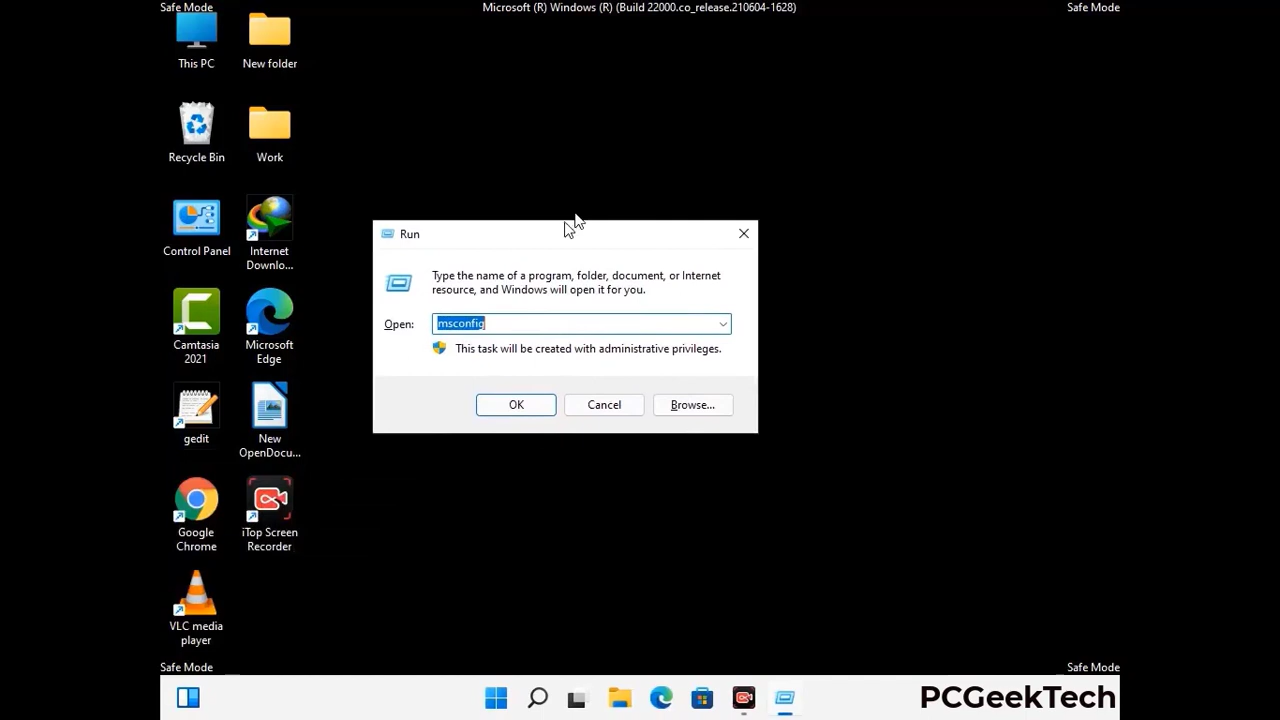 Safe Mode
Microsoft (R) Windows (R) (Build 22000.co_release.210604-1628)
Safe Mode
This PC
New folder
Recycle Bin
Work
Control Panel
Internet
Downlo...
Camtasia
2021
Microsoft
Edge
gedit
New
OpenDocu...
Google
Chrome
iTop Screen
Recorder
VLC media
player
Run
Type the name of a program, folder, document, or Internet
resource, and Windows will open it for you.
Open:
msconfig
This task will be created with administrative privileges.
OK
Cancel
Browse...
Safe Mode
Safe Mode
PCGeekTech